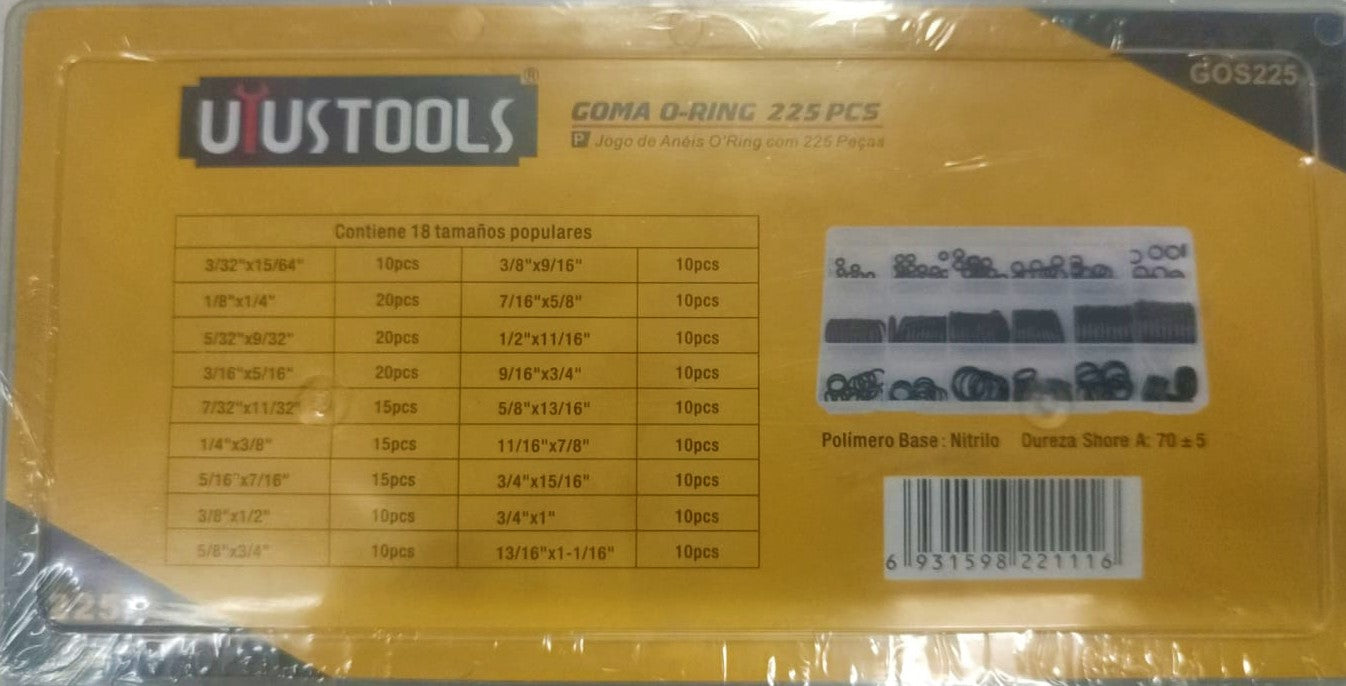 GOS225
UYUSTOOLS®
GOMA O-RING 225 PCS
P Jogo de Anéis O'Ring com 225 Peças
Contiene 18 tamaños populares
3/32"x15/64" 10pcs 3/8"x9/16" 10pcs
1/8"x1/4" 20pcs 7/16"x5/8" 10pcs
5/32"x9/32" 20pcs 1/2"x11/16" 10pcs
3/16"x5/16" 20pcs 9/16"x3/4" 10pcs
7/32"x11/32" 15pcs 5/8"x13/16" 10pcs
1/4"x3/8" 15pcs 11/16"x7/8" 10pcs
5/16"x7/16" 15pcs 3/4"x15/16" 10pcs
3/8"x1/2" 10pcs 3/4"x1" 10pcs
5/8"x3/4" 10pcs 13/16"x1-1/16" 10pcs
Polímero Base: Nitrilo Dureza Shore A: 70 ± 5
6 931598 221116
225